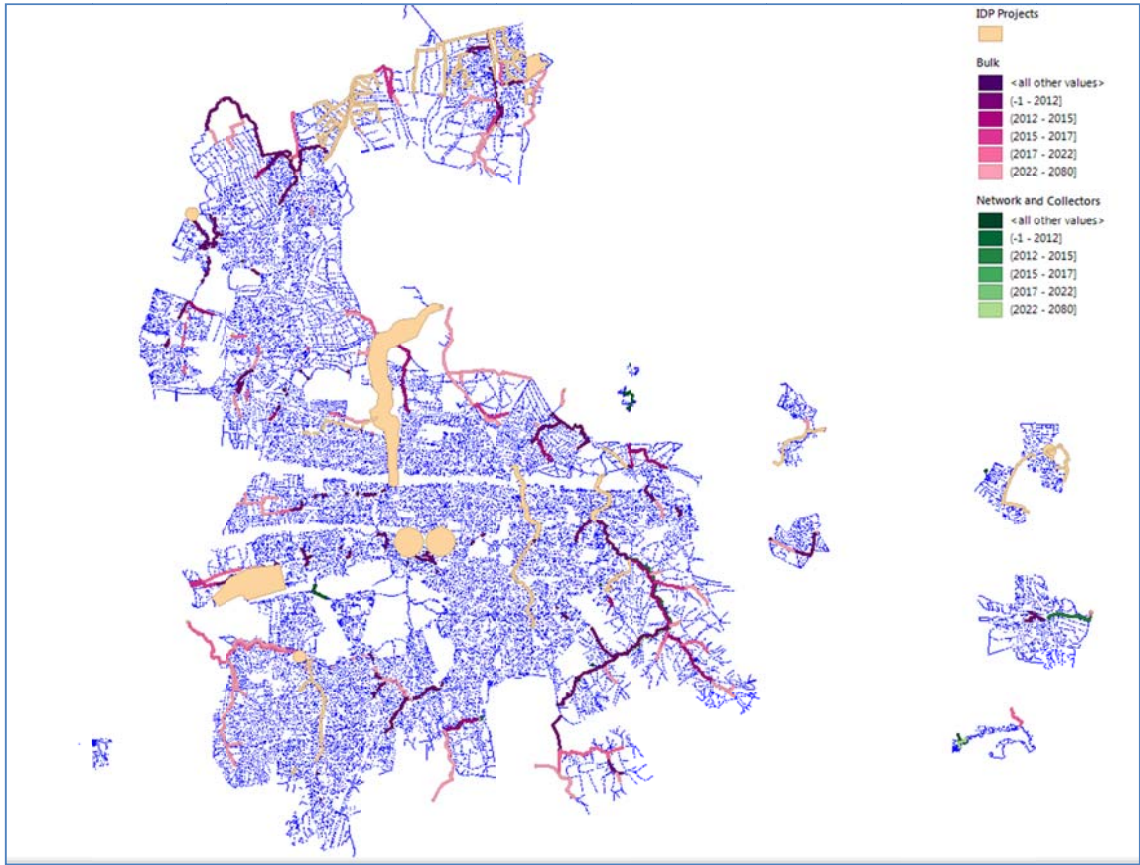 IDP Projects
Bulk
<all other values>
(-1 - 2012]
(2012 - 2015]
(2015 - 2017]
(2017 - 2022]
(2022 - 2080]
Network and Collectors
<all other values>
(-1 - 2012]
(2012 - 2015]
(2015 - 2017]
(2017 - 2022]
(2022 - 2080]